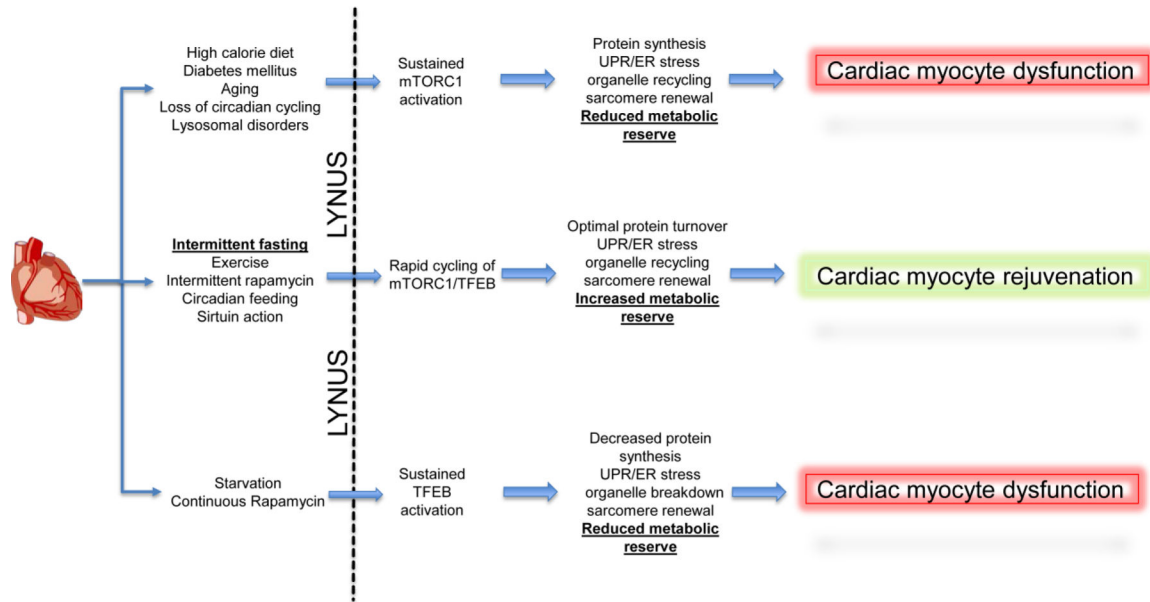 High calorie diet
Diabetes mellitus
Aging
Loss of circadian cycling
Lysosomal disorders
Sustained
mTORC1
activation
Protein synthesis
UPR/ER stress
organelle recycling
sarcomere renewal
Reduced metabolic
reserve
Cardiac myocyte dysfunction
LYNUS
Intermittent fasting
Exercise
Intermittent rapamycin
Circadian feeding
Sirtuin action
Rapid cycling of
mTORC1/TFEB
Optimal protein turnover
UPR/ER stress
organelle recycling
sarcomere renewal
Increased metabolic
reserve
Cardiac myocyte rejuvenation
LYNUS
Starvation
Continuous Rapamycin
Sustained
TFEB
activation
Decreased protein
synthesis
UPR/ER stress
organelle breakdown
sarcomere renewal
Reduced metabolic
reserve
Cardiac myocyte dysfunction